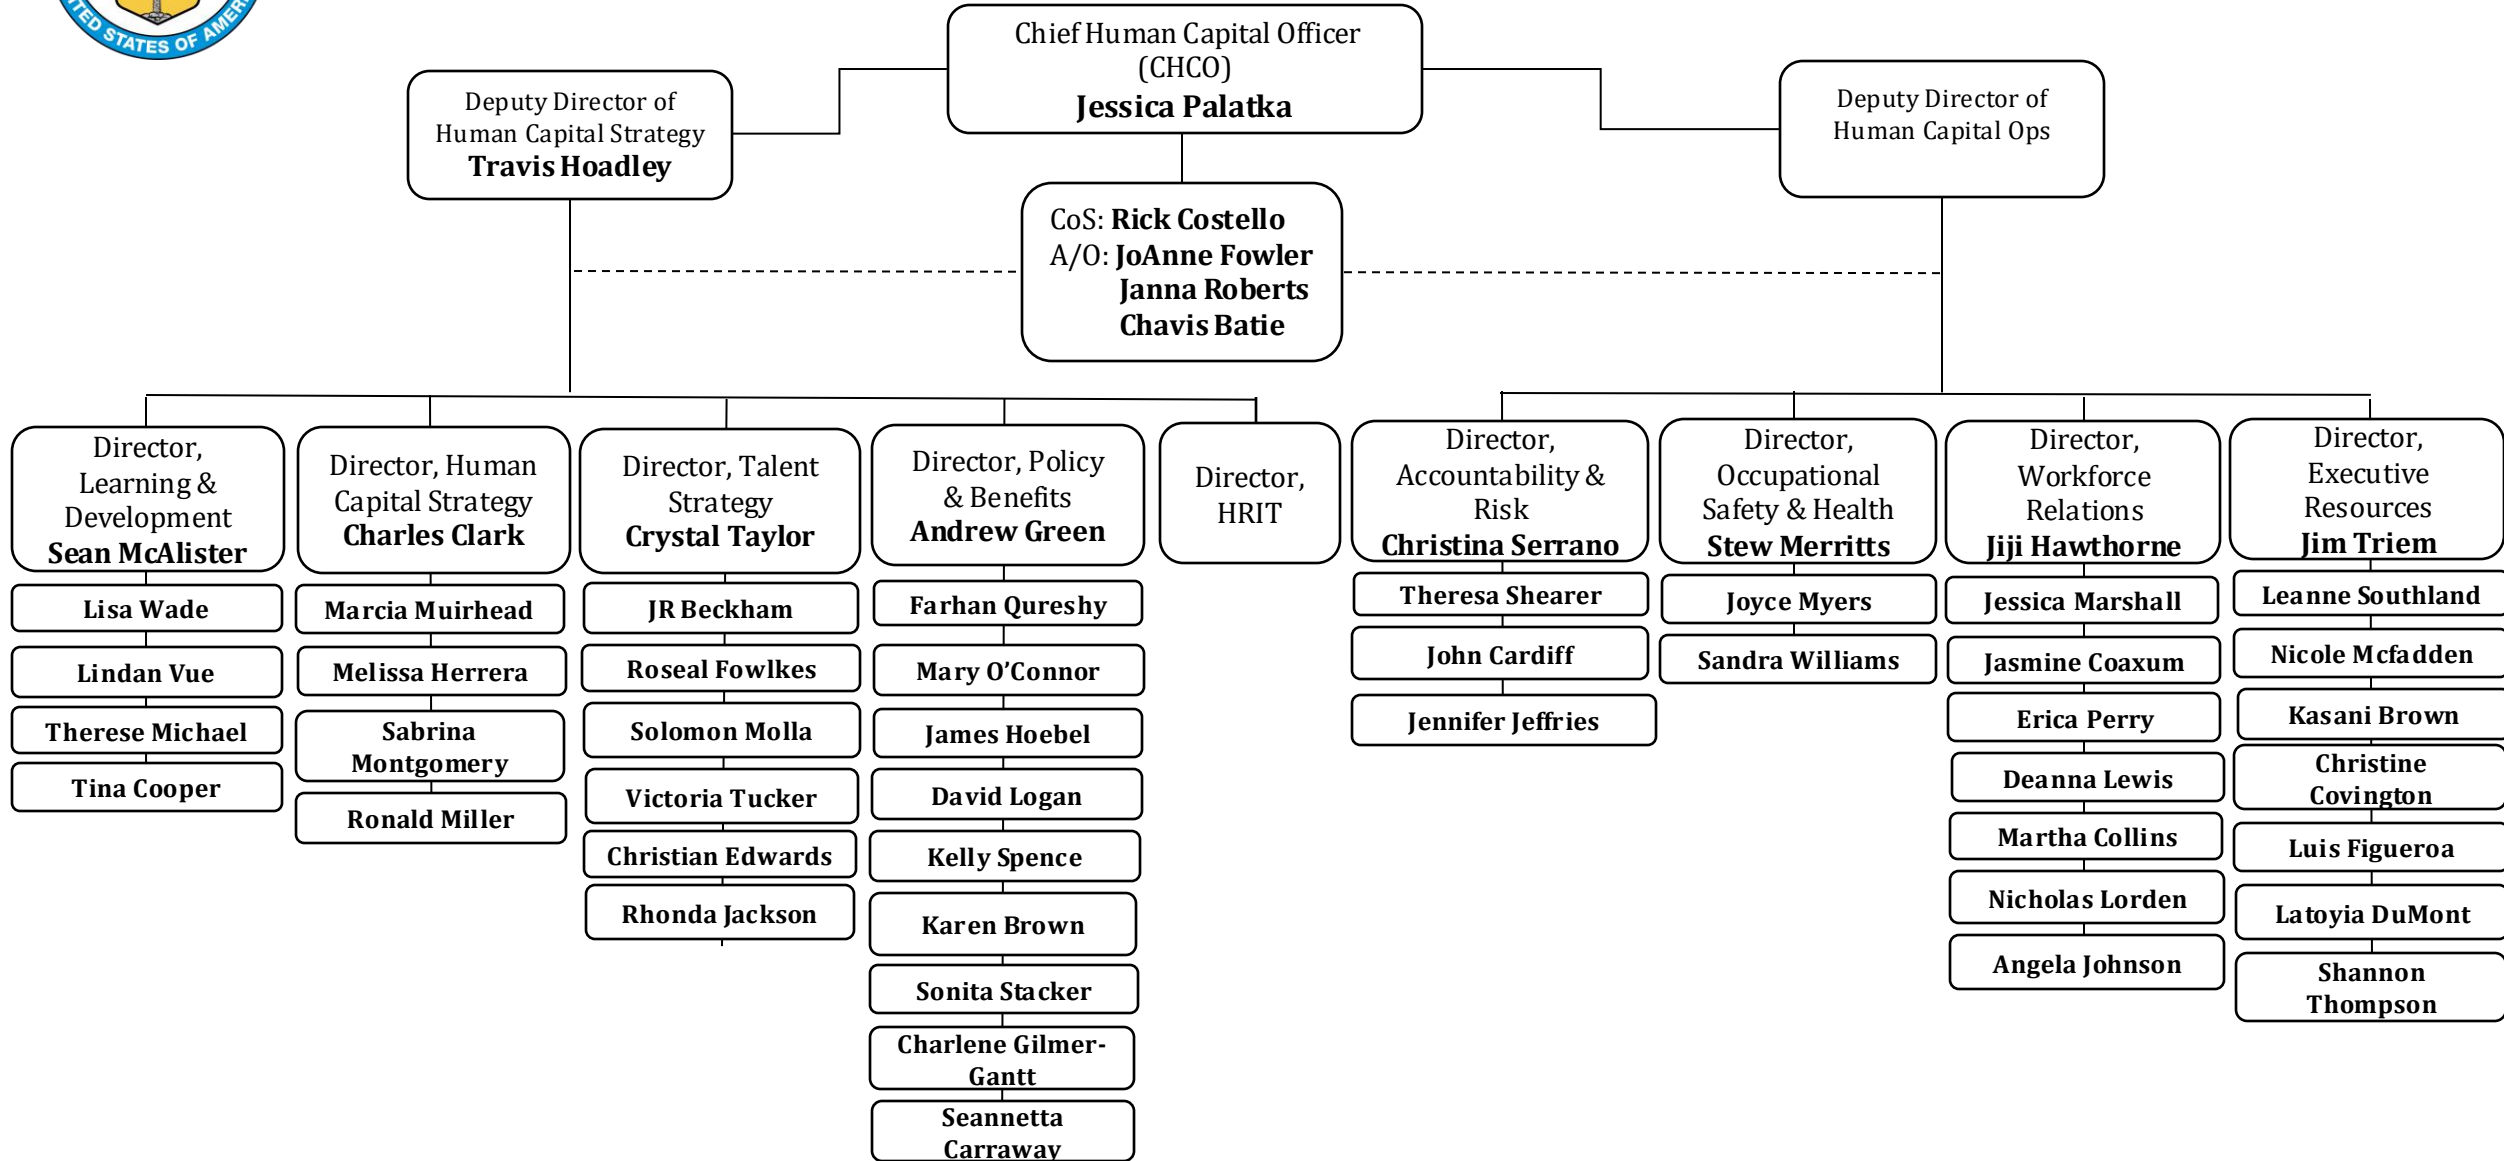 UNITED STATES OF AMER
Chief Human Capital Officer
(CHCO)
Jessica Palatka
Deputy Director of
Human Capital Strategy
Travis Hoadley
Deputy Director of
Human Capital Ops
CoS: Rick Costello
A/O: JoAnne Fowler
Janna Roberts
Chavis Batie
Director,
Learning &
Development
Sean McAlister
Lisa Wade
Lindan Vue
Therese Michael
Tina Cooper
Director, Human
Capital Strategy
Charles Clark
Marcia Muirhead
Melissa Herrera
Sabrina
Montgomery
Ronald Miller
Director, Talent
Strategy
Crystal Taylor
JR Beckham
Roseal Fowlkes
Solomon Molla
Victoria Tucker
Christian Edwards
Rhonda Jackson
Director, Policy
& Benefits
Andrew Green
Farhan Qureshy
Mary O’Connor
James Hoebel
David Logan
Kelly Spence
Karen Brown
Sonita Stacker
Charlene Gilmer-
Gantt
Seannetta
Carraway
Director,
HRIT
Director,
Accountability &
Risk
Christina Serrano
Theresa Shearer
John Cardiff
Jennifer Jeffries
Director,
Occupational
Safety & Health
Stew Merritts
Joyce Myers
Sandra Williams
Director,
Workforce
Relations
Jiji Hawthorne
Jessica Marshall
Jasmine Coaxum
Erica Perry
Deanna Lewis
Martha Collins
Nicholas Lorden
Angela Johnson
Director,
Executive
Resources
Jim Triem
Leanne Southland
Nicole Mcfadden
Kasani Brown
Christine
Covington
Luis Figueroa
Latoyia DuMont
Shannon
Thompson